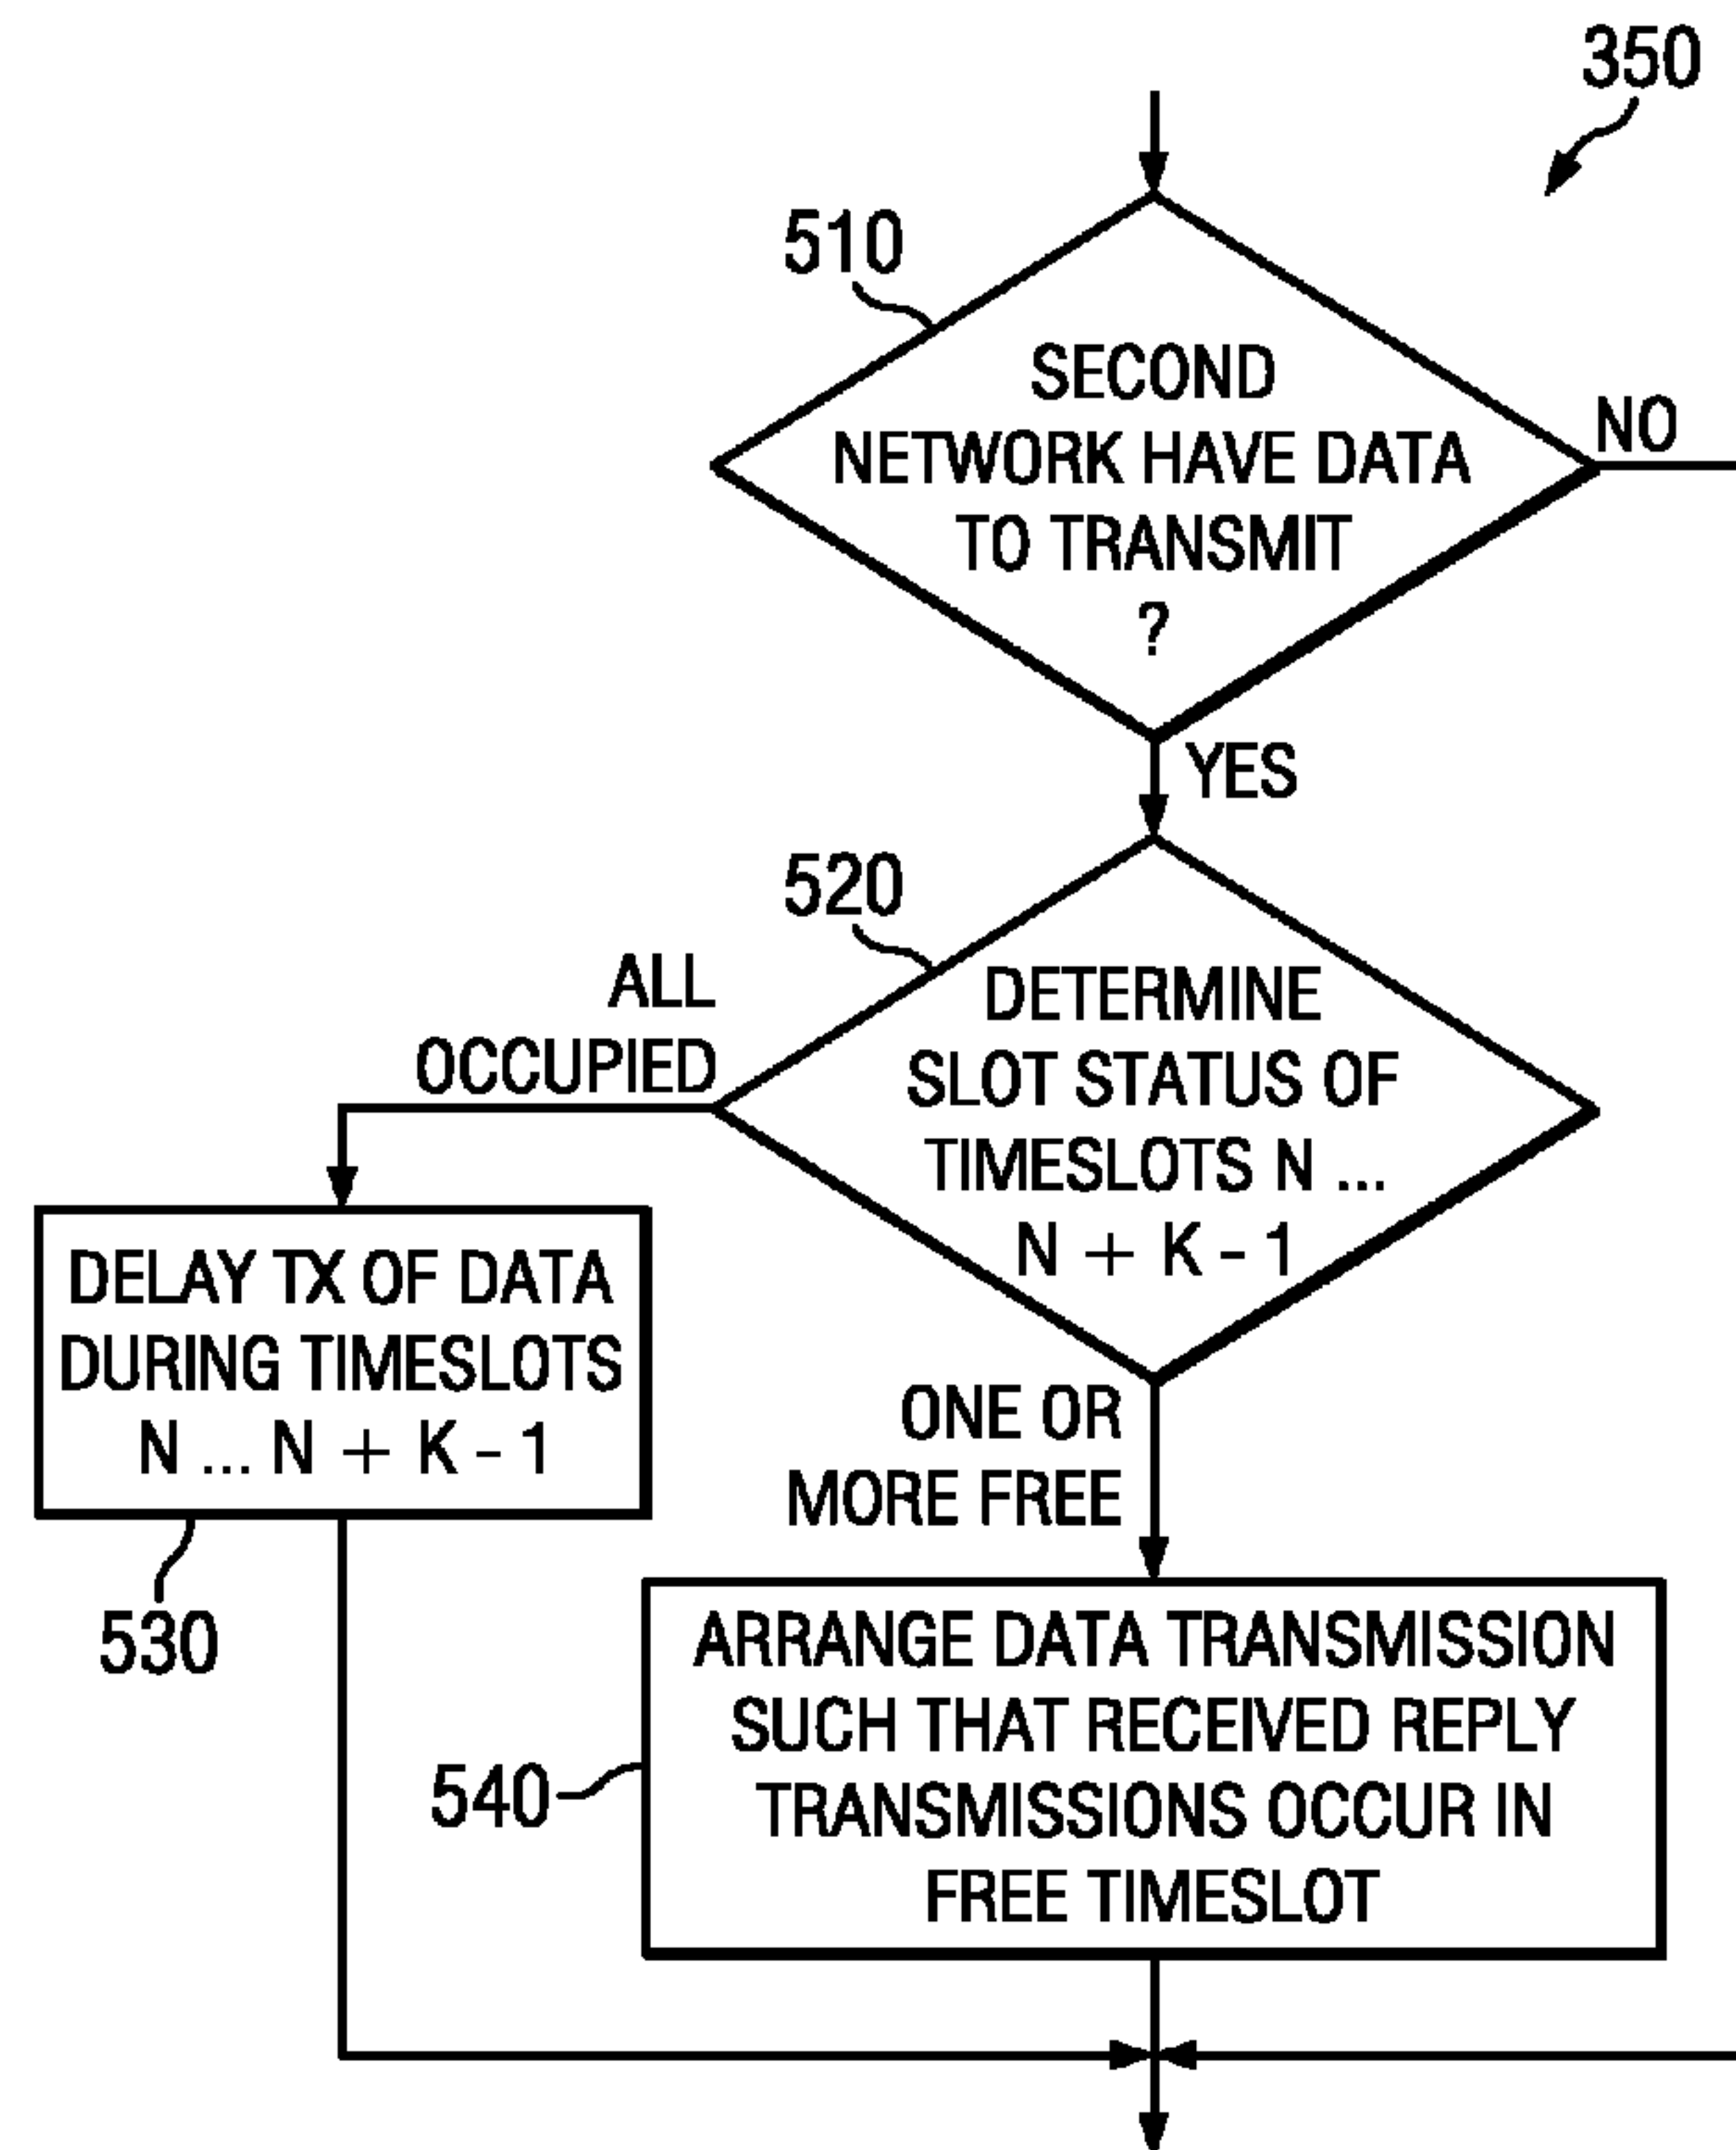 350
510
SECOND
NETWORK HAVE DATA
TO TRANSMIT
?
NO
YES
520
DETERMINE
SLOT STATUS OF
TIMESLOTS N ...
N + K - 1
ALL
OCCUPIED
DELAY TX OF DATA
DURING TIMESLOTS
N ... N + K - 1
530
ONE OR
MORE FREE
ARRANGE DATA TRANSMISSION
SUCH THAT RECEIVED REPLY
TRANSMISSIONS OCCUR IN
FREE TIMESLOT
540